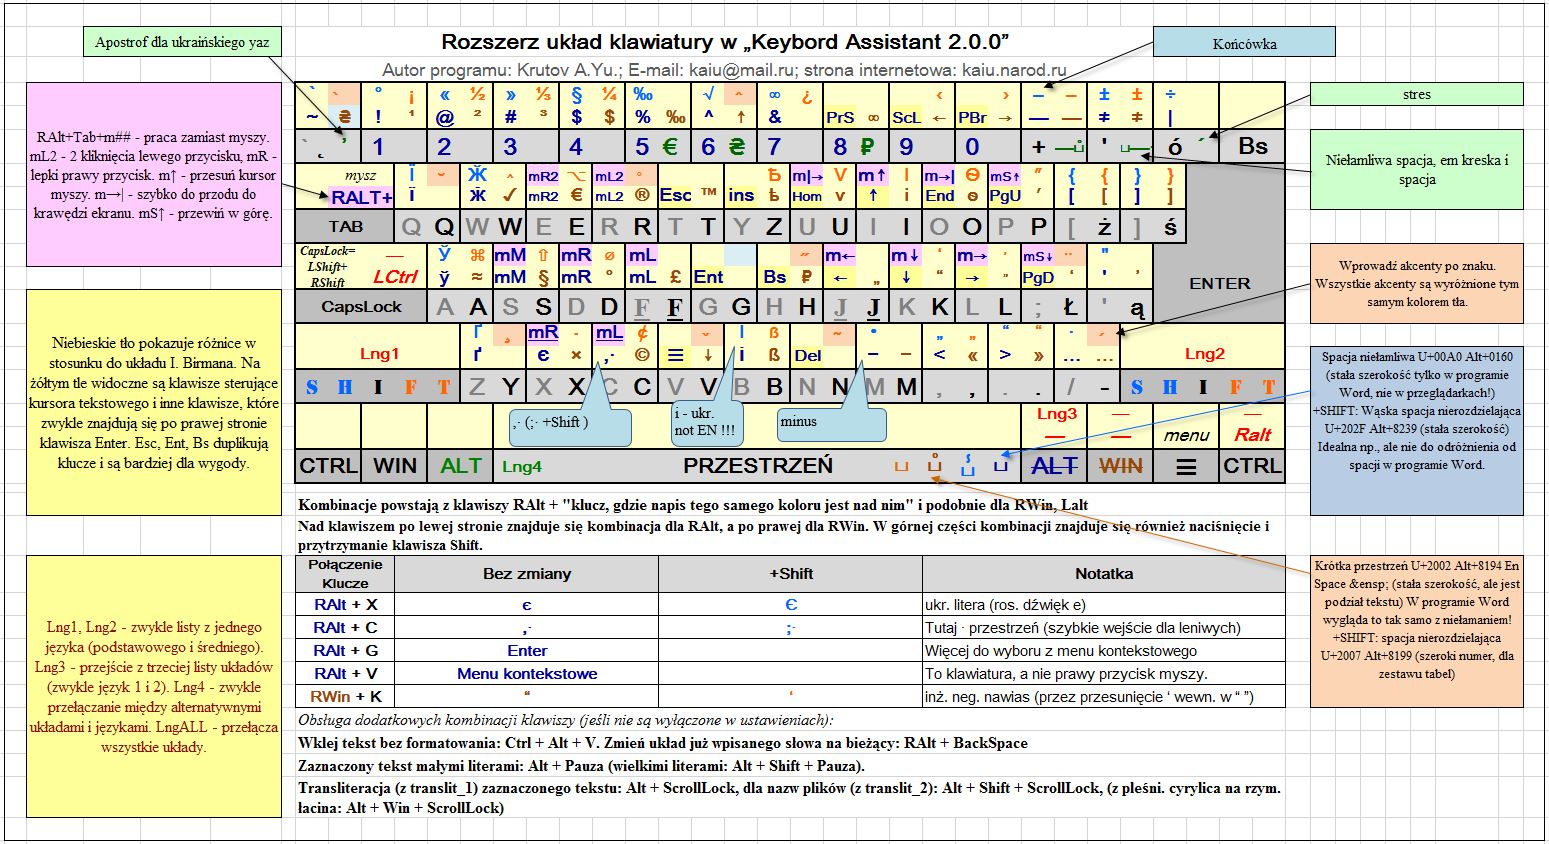 Apostrof dla ukraińskiego yaz
Rozszerz układ klawiatury w „Keybord Assistant 2.0.0”
Końcówka
Autor programu: Krutov A.Yu.; E-mail: kaiu@mail.ru; strona internetowa: kaiu.narod.ru
RAlt+Tab+m## - praca zamiast myszy.
mL2 - 2 kliknięcia lewego przycisku, mR -
lepki prawy przycisk. m↑ - przesuń kursor
myszy. m→| - szybko do przodu do
krawędzi ekranu. mS↑ - przewiń w górę.
stres
Niełamliwa spacja, em kreska i
spacja
` ˋ ° ¡ « ½ » ⅓ § ¼ ‰ √ ˆ ∞ ¿ ‹ › – – ± ± ÷
~ ₴ ! ¹ @ ² # ³ $ $ % ‰ ^ ↑ & PrS ∞ ScL ← PBr → — — ≠ ≠ |
1 2 3 4 5 € 6 ₴ 7 8 ₽ 9 0 + — ' — ó ´ Bs
mysz Ї ˘ Ж ˆ mR2 ⌥ mL2 ° Ъ m|→ V m↑ I m→| Ѳ mS↑ ″ { { } }
RALT+ ї ж ✓ mR2 € mL2 ® Esc ™ ins ъ Hom v ↑ i End ѳ PgU ′ [ [ ] ]
TAB Q Q W W E E R R T T Y Z U U I I O O P P [ ż ] ś
CapsLock=
LShift+
RShift
— LCtrl
Ў ⌘ mM ⇧ mR ⌀ mL ˝ m← m↓ ‘ m→ ’ mS↓ ¨ "
ў ≈ mM § mR ° mL £ Ent Bs ₽ ← „ ↓ “ → ” PgD ‘ ' ’
ENTER
CapsLock A A S S D D F F G G H H J J K K L L ; Ł ' ą
Wprowadź akcenty po znaku.
Wszystkie akcenty są wyróżnione tym
samym kolorem tła.
Niebieskie tło pokazuje różnice w
stosunku do układu I. Birmana. Na
żółtym tle widoczne są klawisze sterujące
kursora tekstowego i inne klawisze, które
zwykle znajdują się po prawej stronie
klawisza Enter. Esc, Ent, Bs duplikują
klucze i są bardziej dla wygody.
Lng1 Ґ ¸ mR · mL ¢ ˇ І ß ˜ • „ „ “ “ · ´ Lng2
ґ є × ,· © ☰ ↓ і ß Del – − < « > » … …
S H I F T Z Y X X C C V V B B N N M M , , . . / - S H I F T
,· (;· +Shift )
i - ukr.
not EN !!!
minus
Lng3 — —
— — menu Ralt
CTRL WIN ALT Lng4 PRZESTRZEŃ ALT WIN ☰ CTRL
Spacja niełamliwa U+00A0 Alt+0160
(stała szerokość tylko w programie
Word, nie w przeglądarkach!)
+SHIFT: Wąska spacja nierozdzielająca
U+202F Alt+8239 (stała szerokość)
Idealna np., ale nie do odróżnienia od
spacji w programie Word.
Kombinacje powstają z klawiszy RAlt + "klucz, gdzie napis tego samego koloru jest nad nim" i podobnie dla RWin, Lalt
Nad klawiszem po lewej stronie znajduje się kombinacja dla RAlt, a po prawej dla RWin. W górnej części kombinacji znajduje się również naciśnięcie i
przytrzymanie klawisza Shift.
Połączenie
Klucze
Bez zmiany +Shift Notatka
RAlt + X є Є ukr. litera (ros. dźwięk e)
RAlt + C ,· ;· Tutaj · przestrzeń (szybkie wejście dla leniwych)
RAlt + G Enter Więcej do wyboru z menu kontekstowego
RAlt + V Menu kontekstowe To klawiatura, a nie prawy przycisk myszy.
RWin + K “ ‘ inż. neg. nawias (przez przesunięcie ‘ wewn. w “ ”)
Lng1, Lng2 - zwykle listy z jednego
języka (podstawowego i średniego).
Lng3 - przejście z trzeciej listy układów
(zwykle język 1 i 2). Lng4 - zwykle
przełączanie między alternatywnymi
układami i językami. LngALL - przełącza
wszystkie układy.
Krótka przestrzeń U+2002 Alt+8194 En
Space &ensp; (stała szerokość, ale jest
podział tekstu) W programie Word
wygląda to tak samo z niełamaniem!
+SHIFT: spacja nierozdzielająca
U+2007 Alt+8199 (szeroki numer, dla
zestawu tabel)
Obsługa dodatkowych kombinacji klawiszy (jeśli nie są wyłączone w ustawieniach):
Wklej tekst bez formatowania: Ctrl + Alt + V. Zmień układ już wpisanego słowa na bieżący: RAlt + BackSpace
Zaznaczony tekst małymi literami: Alt + Pauza (wielkimi literami: Alt + Shift + Pauza).
Transliteracja (z translit_1) zaznaczonego tekstu: Alt + ScrollLock, dla nazw plików (z translit_2): Alt + Shift + ScrollLock, (z pleśni. cyrylica na rzym.
łacina: Alt + Win + ScrollLock)